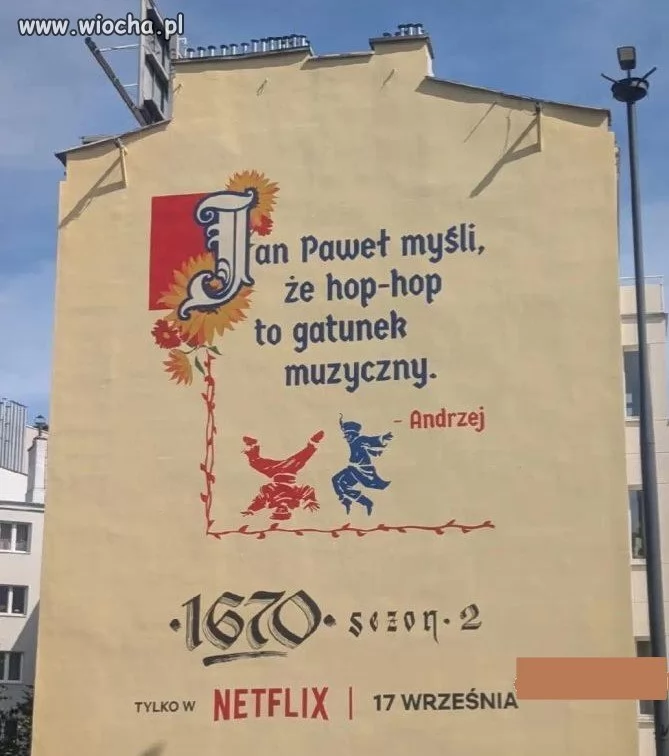 www.wiocha.pl
Jan Paweł myśli,
że hop-hop
to gatunek
muzyczny.
- Andrzej
·1670· sezon·2
TYLKO W NETFLIX | 17 WRZEŚNIA